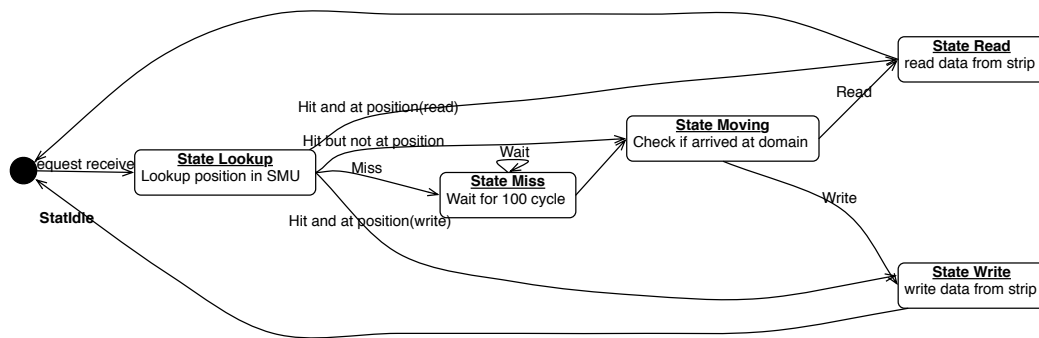 State Read
read data from strip
Read
Hit and at position(read)
State Moving
Check if arrived at domain
Hit but not at position
Wait
equest receive
State Lookup
Lookup position in SMU
Miss
State Miss
Wait for 100 cycle
Write
StatIdle
Hit and at position(write)
State Write
write data from strip